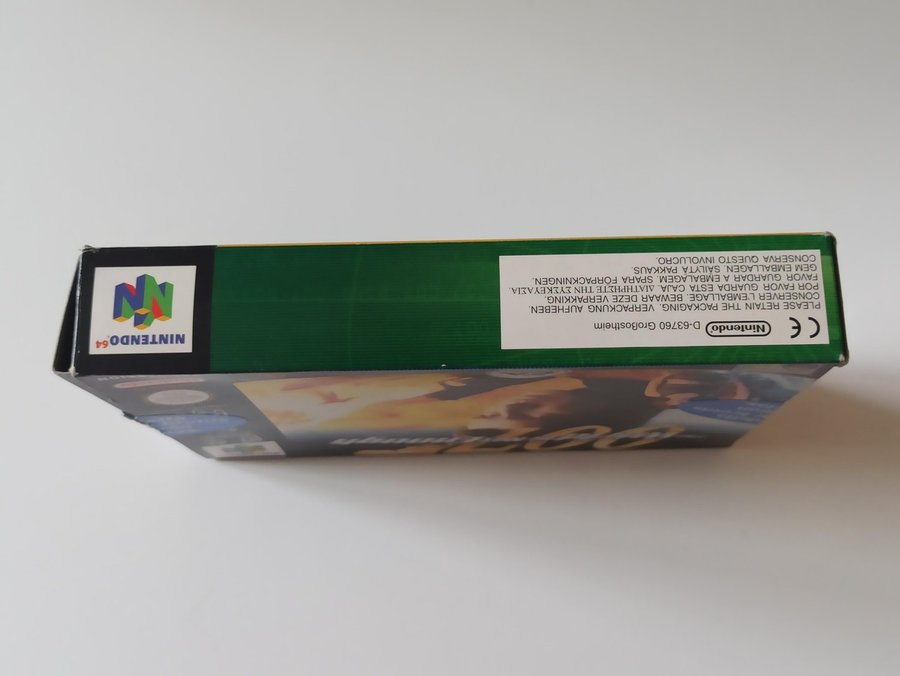 NINTENDO 64
CE Nintendo D-63760 Großostheim
PLEASE RETAIN THE PACKAGING. VERPACKUNG AUFHEBEN.
CONSERVER L'EMBALLAGE. BEWAAR DEZE VERPAKKING.
POR FAVOR GUARDA ESTA CAJA. ΔΙΑΤΗΡΗΣΤΕ ΤΗΝ ΣΥΣΚΕΥΑΣΙΑ
FAVOR GUARDAR A EMBALAGEM. SPARA FÖRPACKNINGEN.
GEM EMBALLAGEN. SÄILYTÄ PAKKAUS.
CONSERVA QUESTO INVOLUCRO.
007